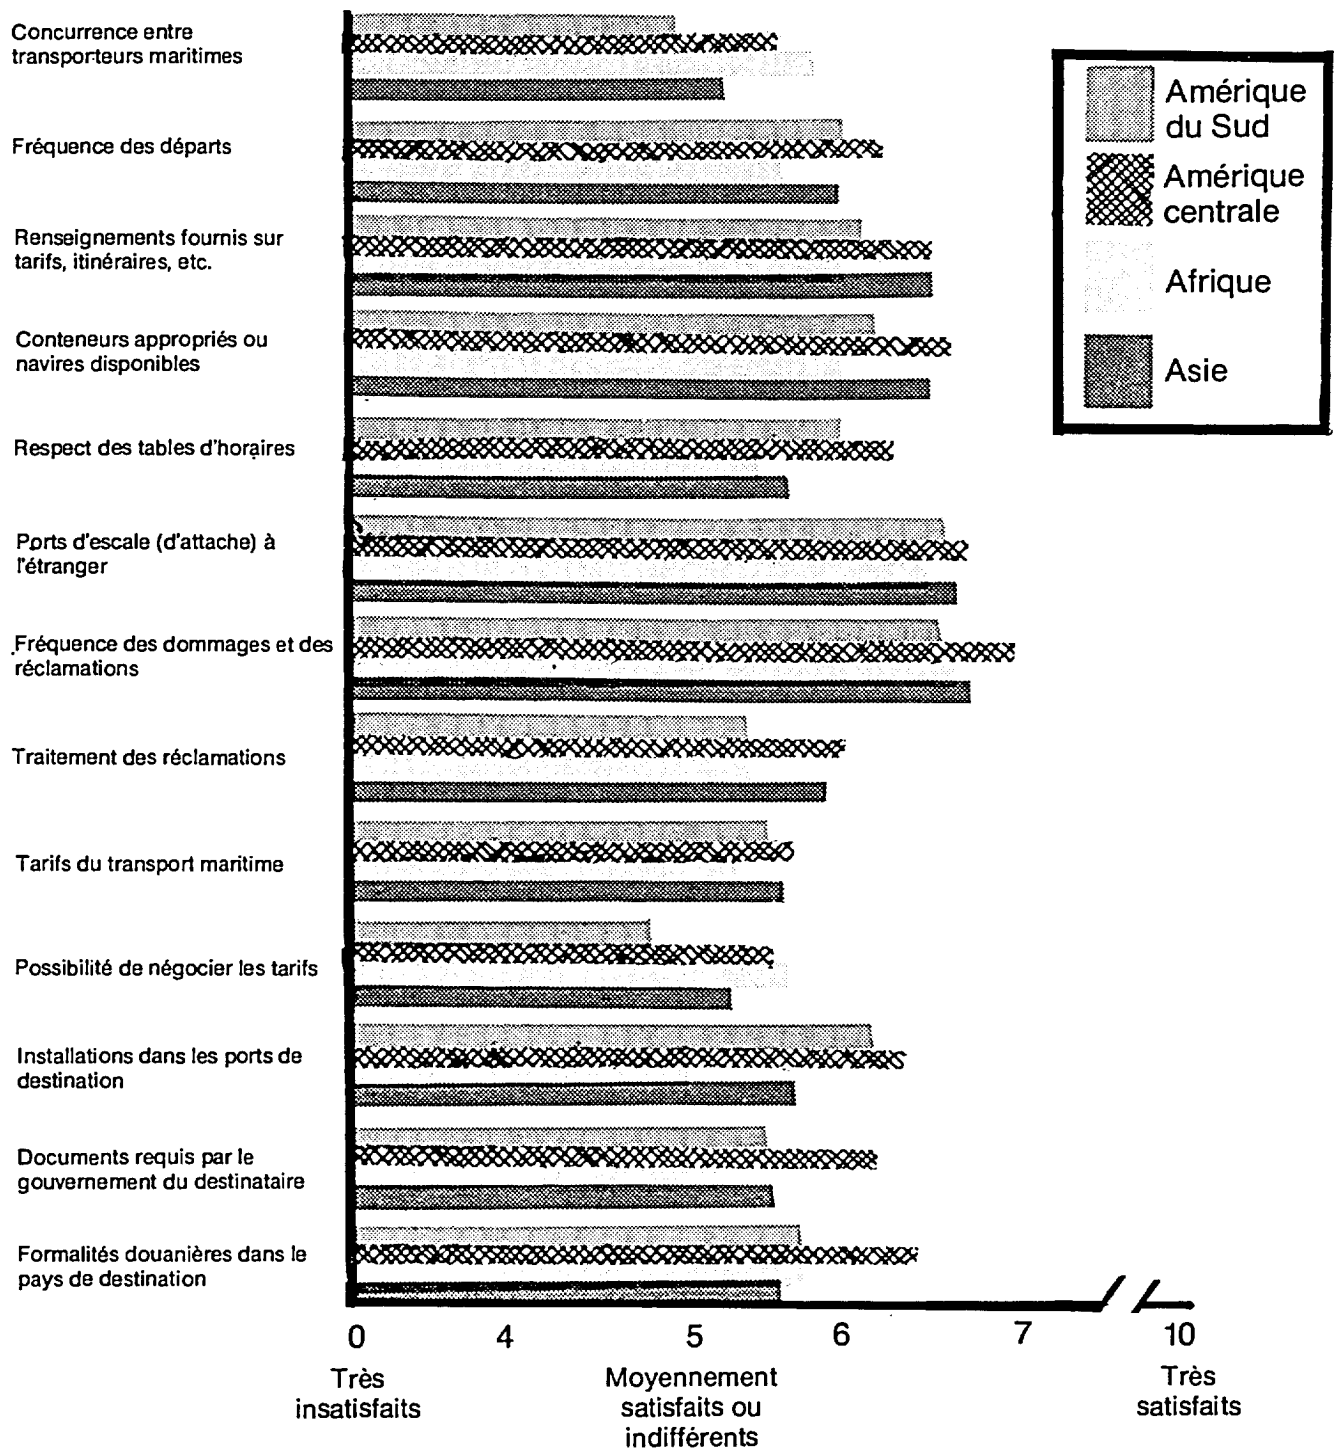 Concurrence entre
transporteurs maritimes
Fréquence des départs
Renseignements fournis sur
tarifs, itinéraires, etc.
Conteneurs appropriés ou
navires disponibles
Respect des tables d'horaires
Ports d'escale (d'attache) à
l'étranger
Fréquence des dommages et des
réclamations
Traitement des réclamations
Tarifs du transport maritime
Possibilité de négocier les tarifs
Installations dans les ports de
destination
Documents requis par le
gouvernement du destinataire
Formalités douanières dans le
pays de destination
Amérique
du Sud
Amérique
centrale
Afrique
Asie
0 4 5 6 7 10
Très
insatisfaits
Moyennement
satisfaits ou
indifférents
Très
satisfaits